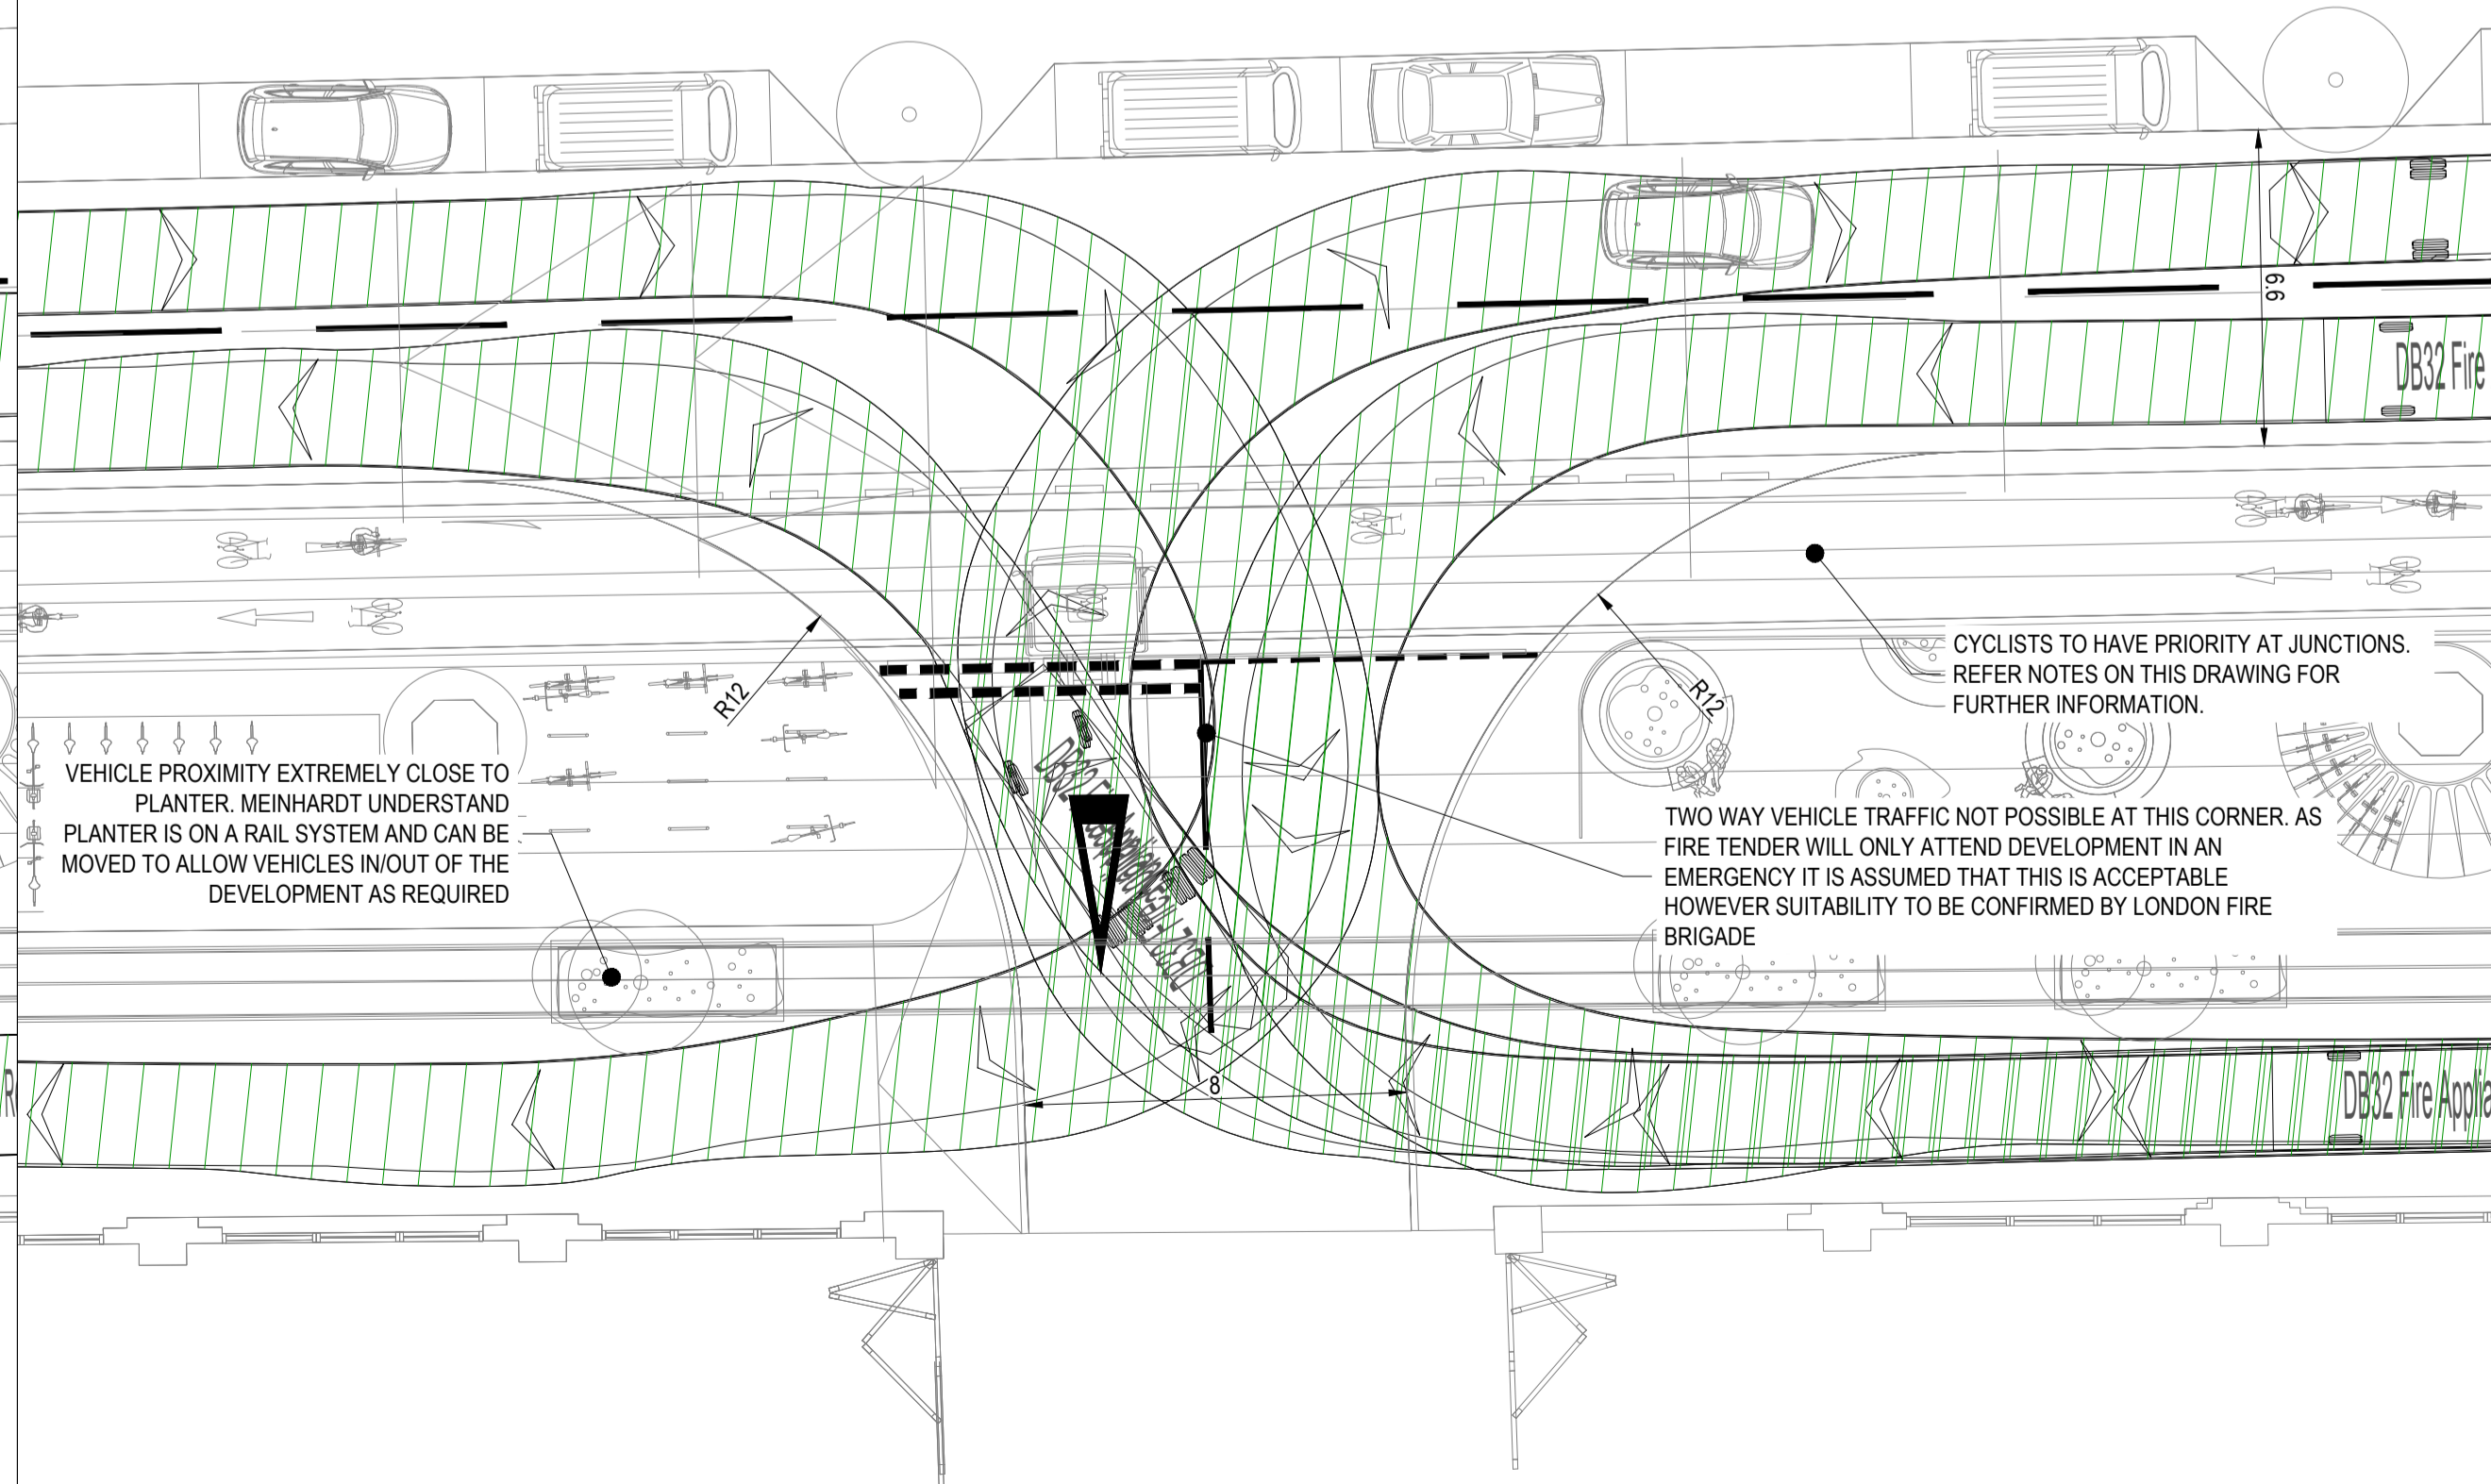 6.6
DB32 Fire
CYCLISTS TO HAVE PRIORITY AT JUNCTIONS.
REFER NOTES ON THIS DRAWING FOR
FURTHER INFORMATION.
R12
R12
VEHICLE PROXIMITY EXTREMELY CLOSE TO
PLANTER. MEINHARDT UNDERSTAND
PLANTER IS ON A RAIL SYSTEM AND CAN BE
MOVED TO ALLOW VEHICLES IN/OUT OF THE
DEVELOPMENT AS REQUIRED
TWO WAY VEHICLE TRAFFIC NOT POSSIBLE AT THIS CORNER. AS
FIRE TENDER WILL ONLY ATTEND DEVELOPMENT IN AN
EMERGENCY IT IS ASSUMED THAT THIS IS ACCEPTABLE
HOWEVER SUITABILITY TO BE CONFIRMED BY LONDON FIRE
BRIGADE
8
DB32 Fire Applia